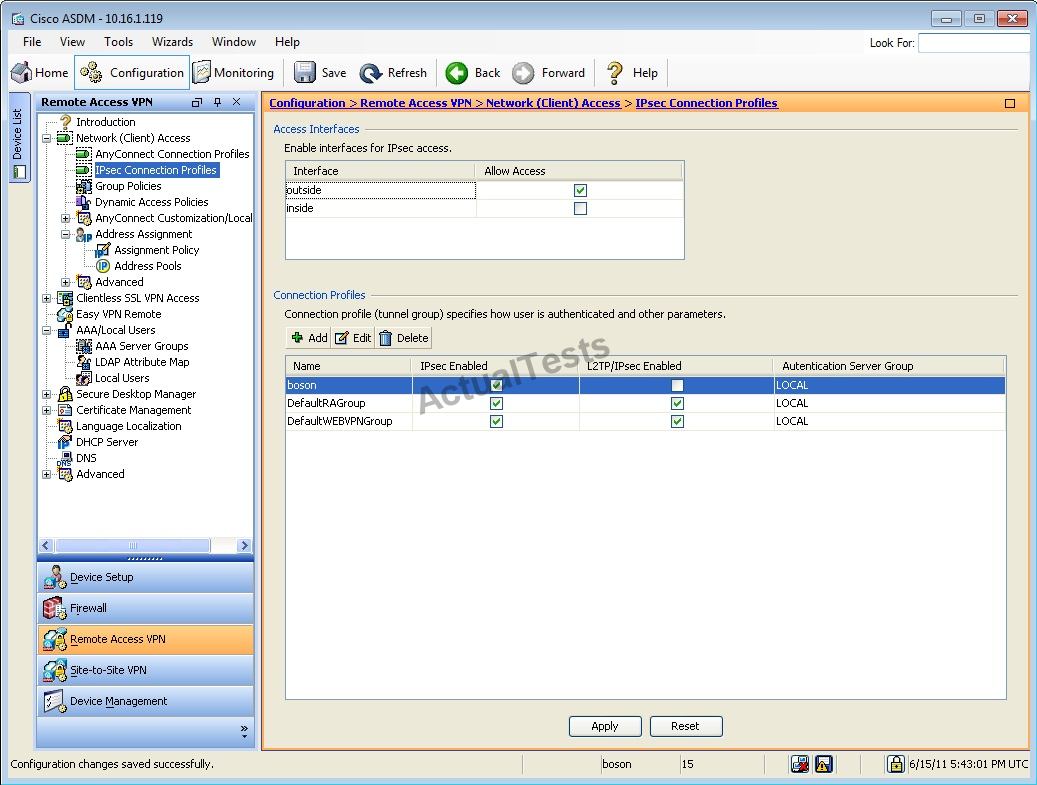 Cisco ASDM - 10.16.1.119
File View Tools Wizards Window Help
Look For:
Home Configuration Monitoring Save Refresh Back Forward Help
Device List
Remote Access VPN
Introduction
Network (Client) Access
AnyConnect Connection Profiles
IPsec Connection Profiles
Group Policies
Dynamic Access Policies
AnyConnect Customization/Local
Address Assignment
Assignment Policy
Address Pools
Advanced
Clientless SSL VPN Access
Easy VPN Remote
AAA/Local Users
AAA Server Groups
LDAP Attribute Map
Local Users
Secure Desktop Manager
Certificate Management
Language Localization
DHCP Server
DNS
Advanced
Device Setup
Firewall
Remote Access VPN
Site-to-Site VPN
Device Management
Configuration > Remote Access VPN > Network (Client) Access > IPsec Connection Profiles
Access Interfaces
Enable interfaces for IPsec access.
Interface Allow Access
outside
inside
Connection Profiles
Connection profile (tunnel group) specifies how user is authenticated and other parameters.
Add Edit Delete
Name IPsec Enabled L2TP/IPsec Enabled Autentication Server Group
boson LOCAL
DefaultRAGroup LOCAL
DefaultWEBVPNGroup LOCAL
ActualTests
Apply Reset
Configuration changes saved successfully. boson 15 6/15/11 5:43:01 PM UTC